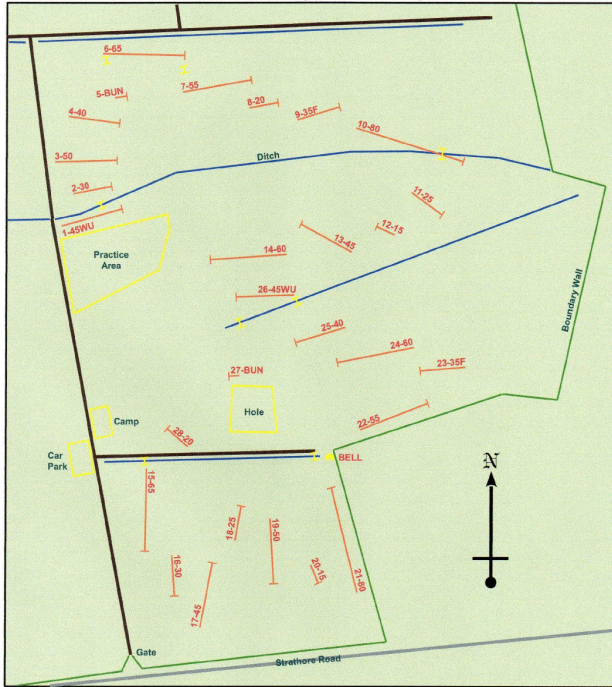 6-65
7-55
5-BUN
8-20
4-40
9-35F
10-80
3-50
Ditch
2-30
11-25
1-45WU
12-15
13-45
14-60
Practice
Area
26-45WU
Boundary Wall
25-40
24-60
23-35F
27-BUN
Hole
Camp
22-55
28-20
Car
Park
BELL
N
15-65
18-25
19-50
21-80
16-30
20-15
17-45
Gate
Strathore Road